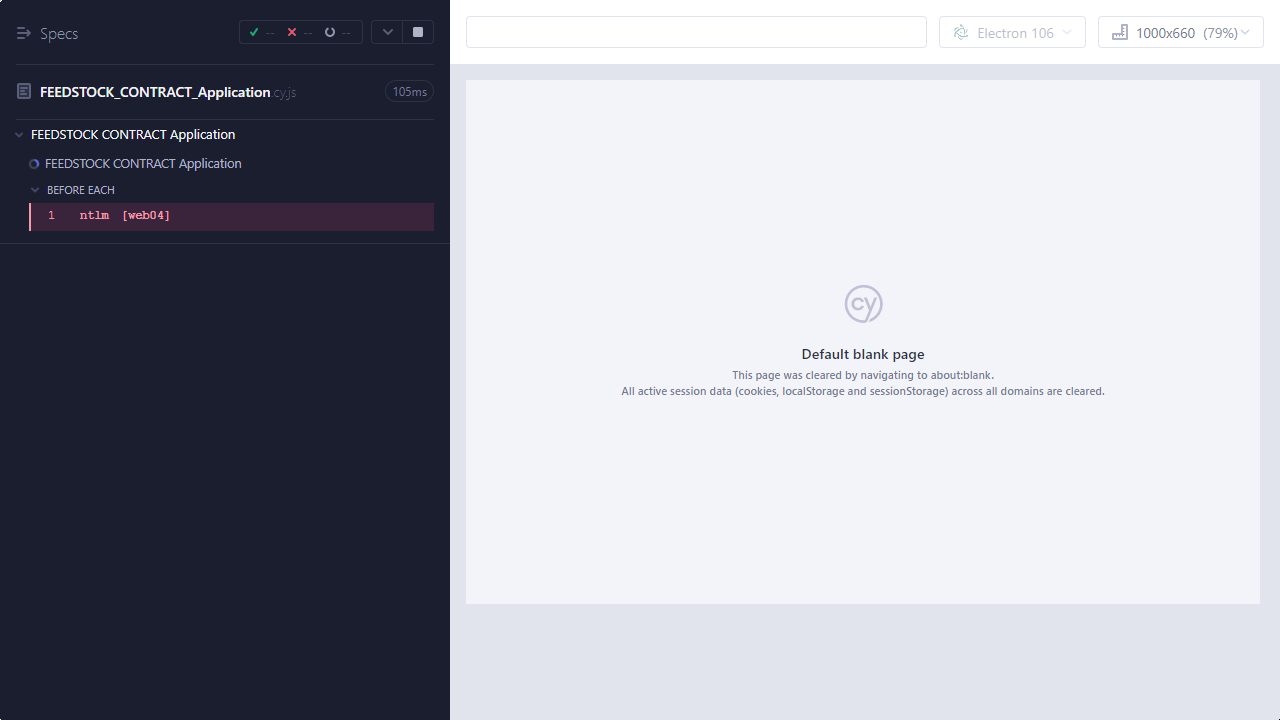 Specs
--
--
--
FEEDSTOCK_CONTRACT_Application.cy.js
105ms
FEEDSTOCK CONTRACT Application
FEEDSTOCK CONTRACT Application
BEFORE EACH
1 ntlm [web04]
Electron 106
1000x660 (79%)
cy
Default blank page
This page was cleared by navigating to about:blank.
All active session data (cookies, localStorage and sessionStorage) across all domains are cleared.